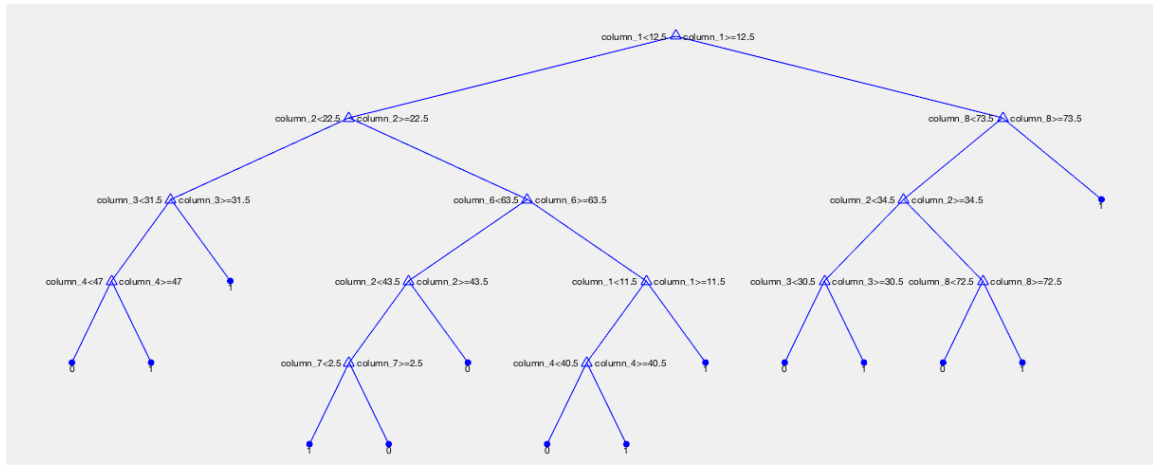 column_1<12.5 column_1>=12.5
column_2<22.5 column_2>=22.5 column_8<73.5 column_8>=73.5
column_3<31.5 column_3>=31.5 column_6<63.5 column_6>=63.5 column_2<34.5 column_2>=34.5 1
column_4<47 column_4>=47 1 column_2<43.5 column_2>=43.5 column_1<11.5 column_1>=11.5 column_3<30.5 column_3>=30.5 column_8<72.5 column_8>=72.5
0 1 column_7<2.5 column_7>=2.5 0 column_4<40.5 column_4>=40.5 1 0 1 0 1
1 0 0 1